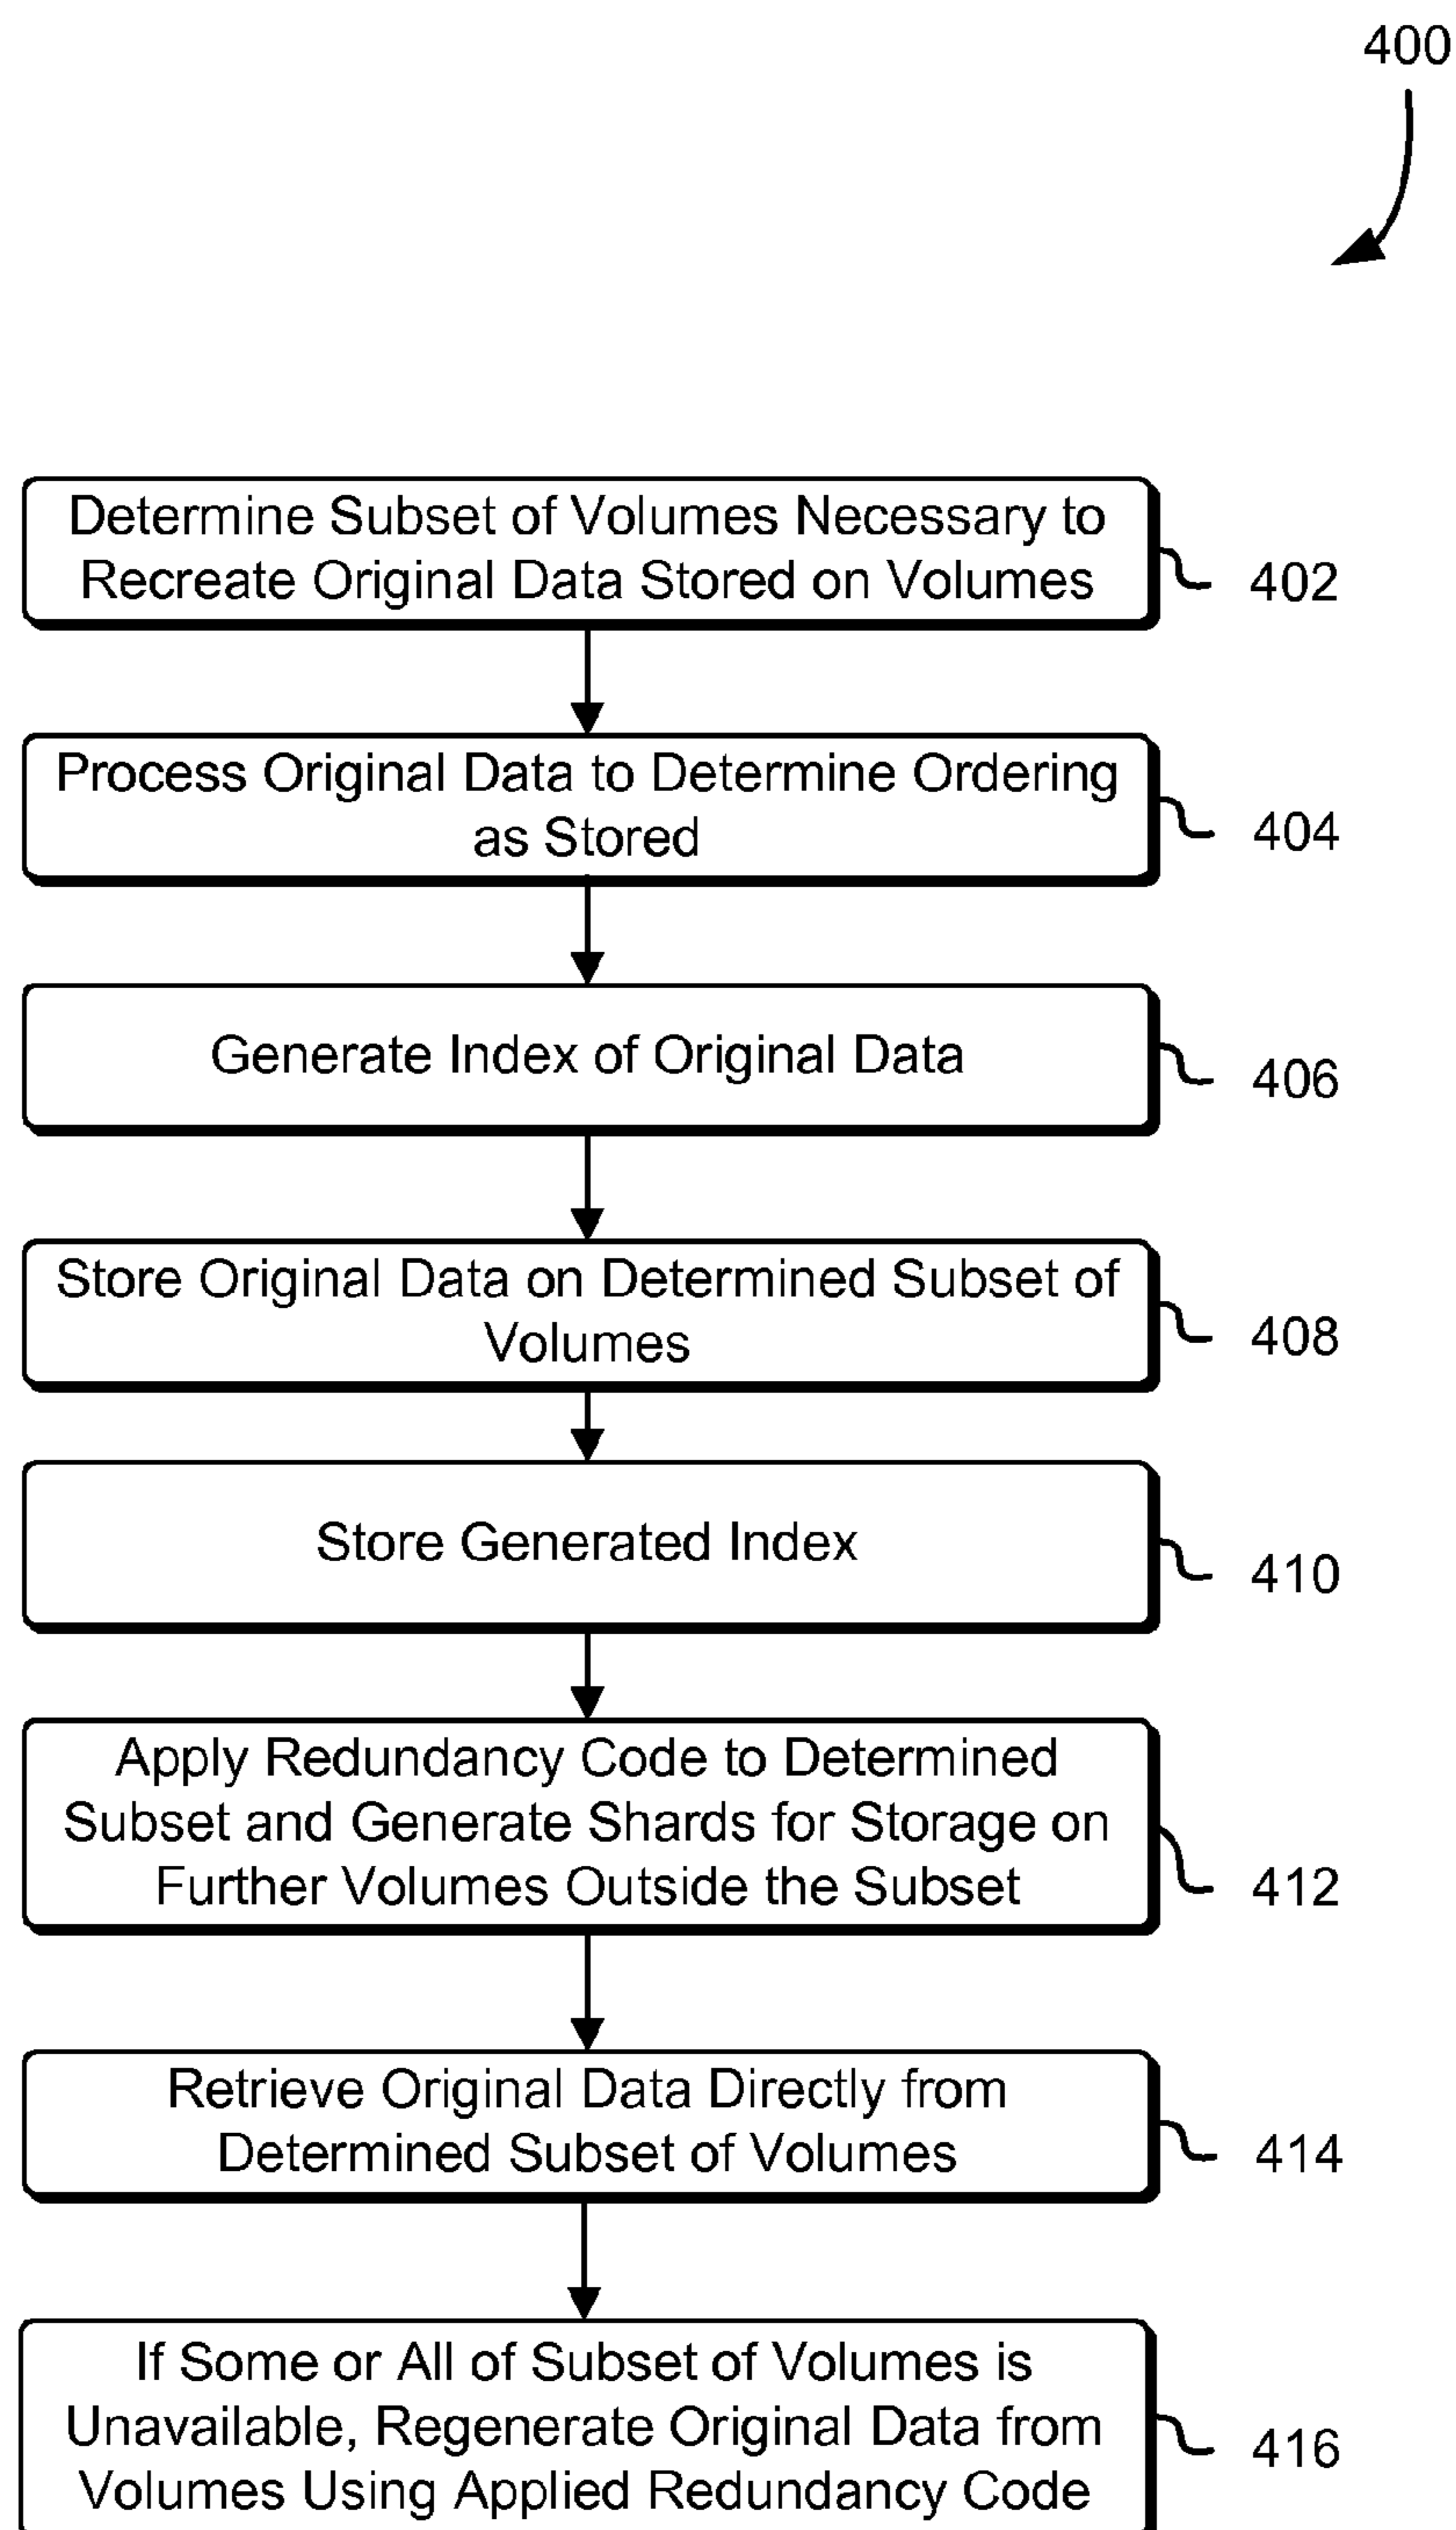 400
Determine Subset of Volumes Necessary to
Recreate Original Data Stored on Volumes
402
Process Original Data to Determine Ordering
as Stored
404
Generate Index of Original Data
406
Store Original Data on Determined Subset of
Volumes
408
Store Generated Index
410
Apply Redundancy Code to Determined
Subset and Generate Shards for Storage on
Further Volumes Outside the Subset
412
Retrieve Original Data Directly from
Determined Subset of Volumes
414
If Some or All of Subset of Volumes is
Unavailable, Regenerate Original Data from
Volumes Using Applied Redundancy Code
416